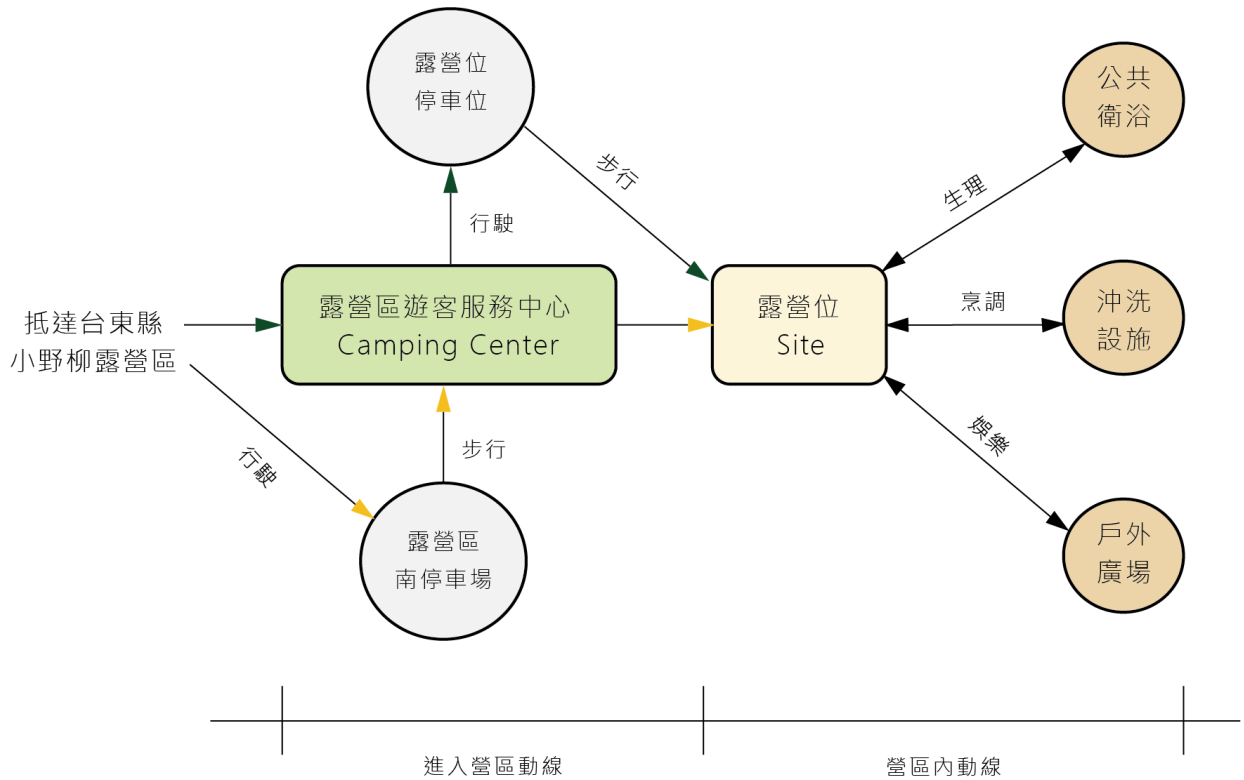 露營位
停車位
公共
衛浴
步行
生理
行駛
抵達台東縣
小野柳露營區
露營區遊客服務中心
Camping Center
露營位
Site
烹調
沖洗
設施
行駛
步行
娛樂
露營區
南停車場
戶外
廣場
進入營區動線
營區內動線